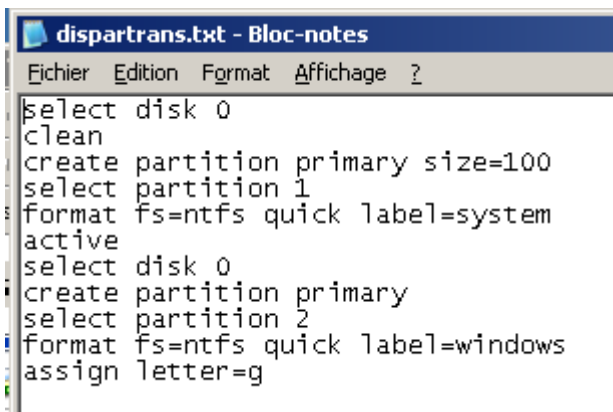 dispartrans.txt - Bloc-notes
Fichier Edition Format Affichage ?
select disk 0
clean
create partition primary size=100
select partition 1
format fs=ntfs quick label=system
active
select disk 0
create partition primary
select partition 2
format fs=ntfs quick label=windows
assign letter=g